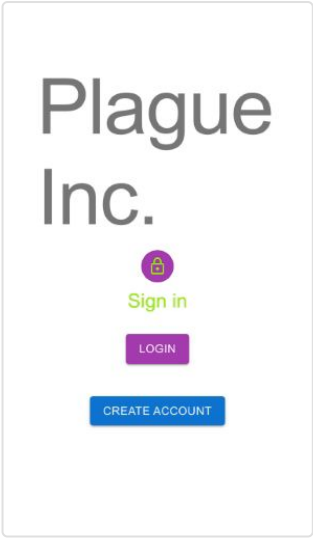 Plague
Inc.
Sign in
LOGIN
CREATE ACCOUNT